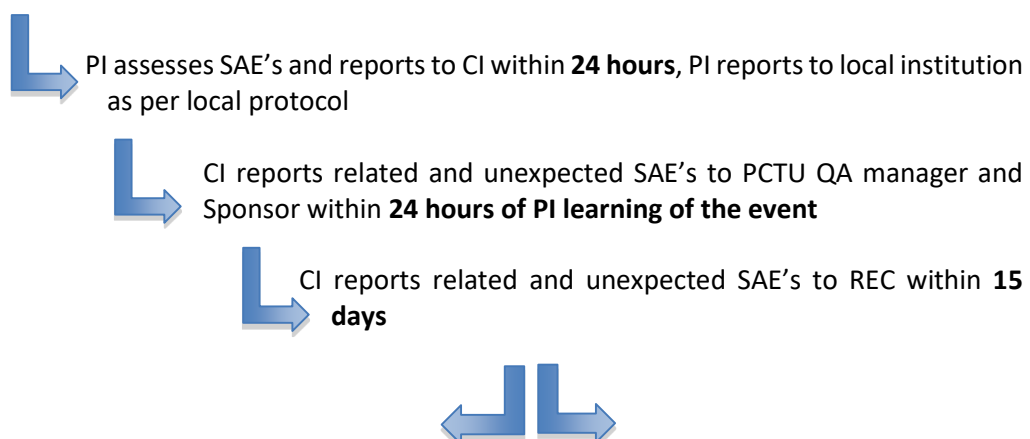 PI assesses SAE’s and reports to CI within 24 hours, PI reports to local institution
as per local protocol
CI reports related and unexpected SAE’s to PCTU QA manager and
Sponsor within 24 hours of PI learning of the event
CI reports related and unexpected SAE’s to REC within 15
days